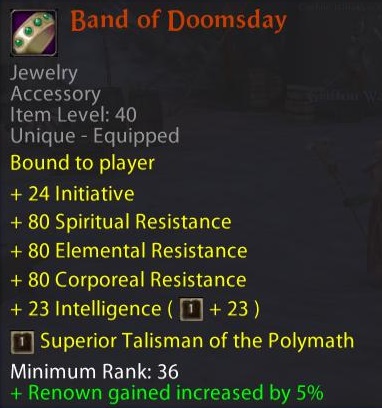 Band of Doomsday
Jewelry
Accessory
Item Level: 40
Unique - Equipped
Bound to player
+ 24 Initiative
+ 80 Spiritual Resistance
+ 80 Elemental Resistance
+ 80 Corporeal Resistance
+ 23 Intelligence ( 1 + 23 )
1 Superior Talisman of the Polymath
Minimum Rank: 36
+ Renown gained increased by 5%